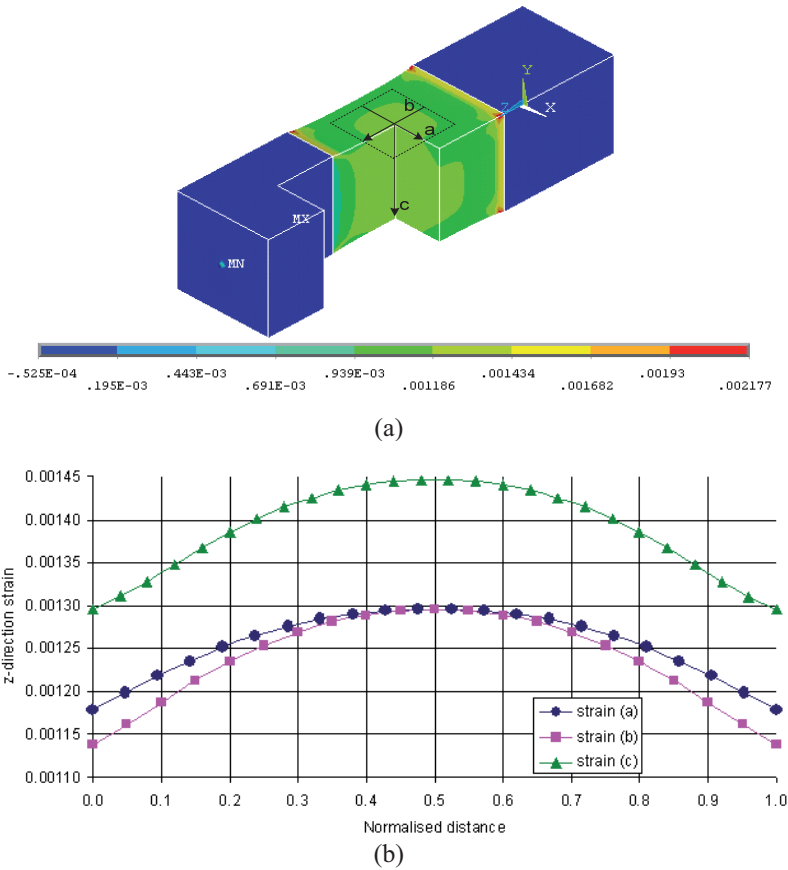 Y
Z
X
b
a
c
MX
MN
-.525E-04 .443E-03 .939E-03 .001434 .00193
.195E-03 .691E-03 .001186 .001682 .002177
(a)
0.00145
0.00140
0.00135
0.00130
0.00125
0.00120
0.00115
0.00110
z-direction strain
strain (a)
strain (b)
strain (c)
0.0 0.1 0.2 0.3 0.4 0.5 0.6 0.7 0.8 0.9 1.0
Normalised distance
(b)